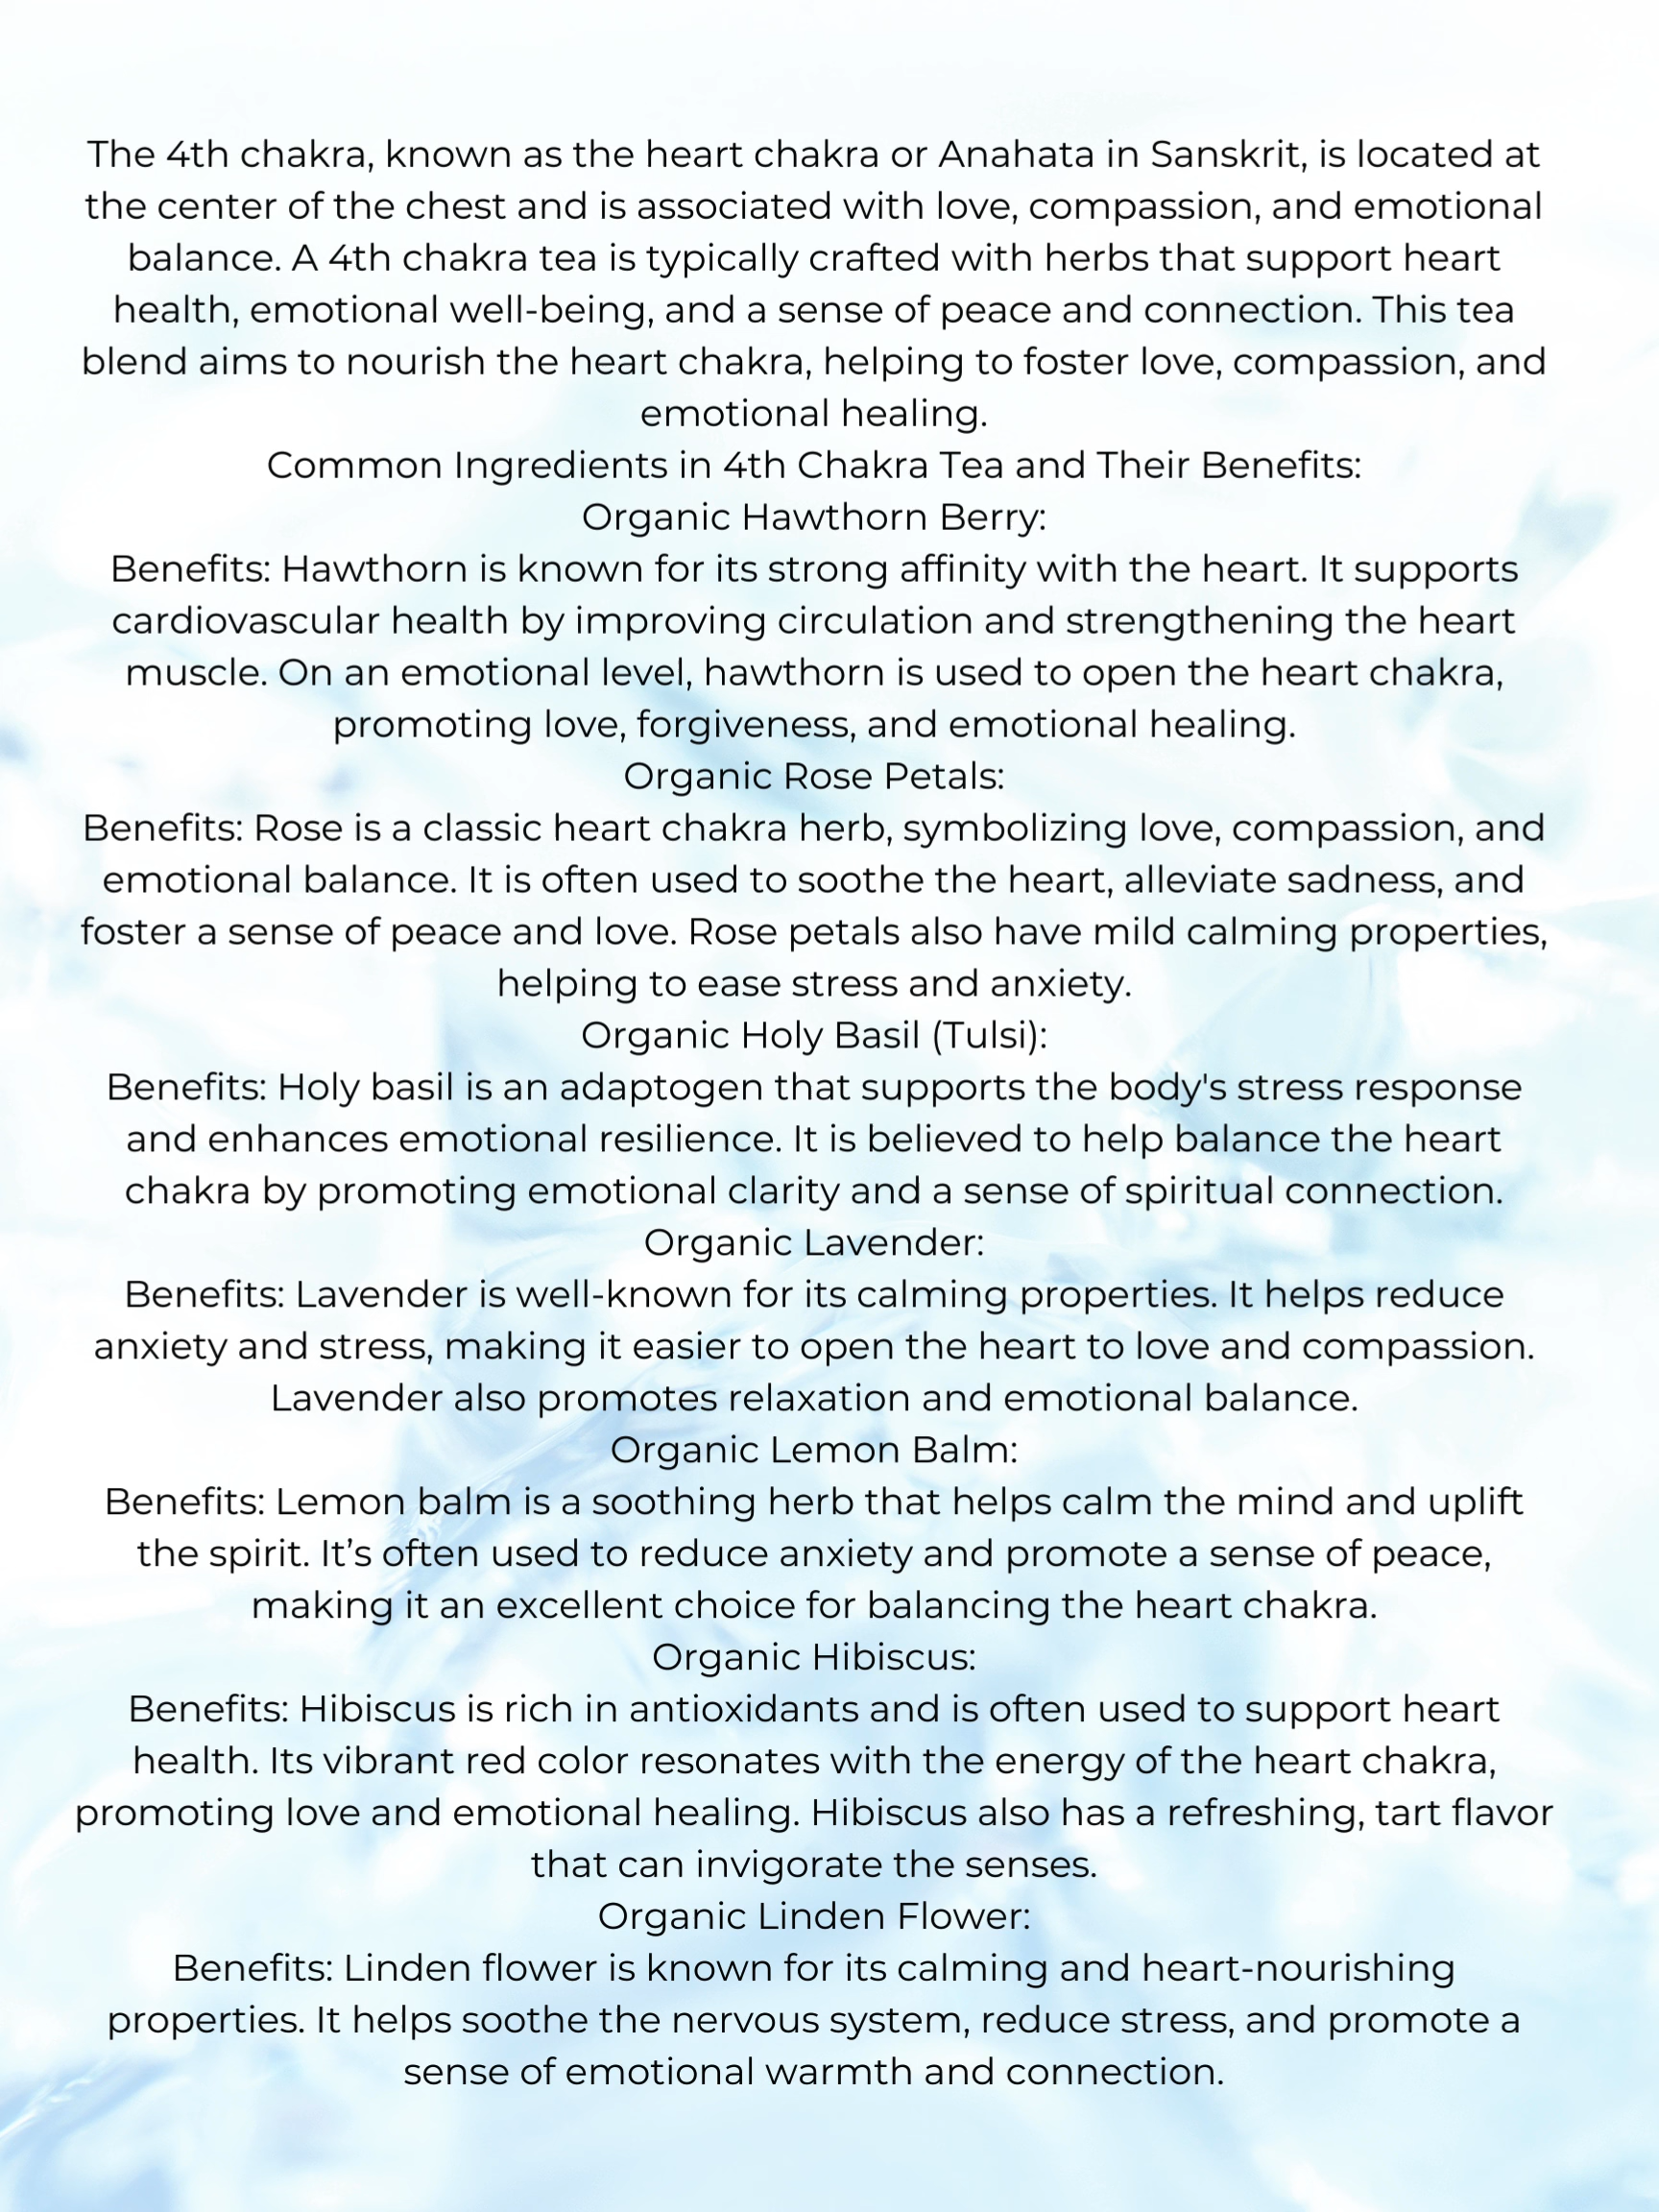 The 4th chakra, known as the heart chakra or Anahata in Sanskrit, is located at
the center of the chest and is associated with love, compassion, and emotional
balance. A 4th chakra tea is typically crafted with herbs that support heart
health, emotional well-being, and a sense of peace and connection. This tea
blend aims to nourish the heart chakra, helping to foster love, compassion, and
emotional healing.
Common Ingredients in 4th Chakra Tea and Their Benefits:
Organic Hawthorn Berry:
Benefits: Hawthorn is known for its strong affinity with the heart. It supports
cardiovascular health by improving circulation and strengthening the heart
muscle. On an emotional level, hawthorn is used to open the heart chakra,
promoting love, forgiveness, and emotional healing.
Organic Rose Petals:
Benefits: Rose is a classic heart chakra herb, symbolizing love, compassion, and
emotional balance. It is often used to soothe the heart, alleviate sadness, and
foster a sense of peace and love. Rose petals also have mild calming properties,
helping to ease stress and anxiety.
Organic Holy Basil (Tulsi):
Benefits: Holy basil is an adaptogen that supports the body's stress response
and enhances emotional resilience. It is believed to help balance the heart
chakra by promoting emotional clarity and a sense of spiritual connection.
Organic Lavender:
Benefits: Lavender is well-known for its calming properties. It helps reduce
anxiety and stress, making it easier to open the heart to love and compassion.
Lavender also promotes relaxation and emotional balance.
Organic Lemon Balm:
Benefits: Lemon balm is a soothing herb that helps calm the mind and uplift
the spirit. It’s often used to reduce anxiety and promote a sense of peace,
making it an excellent choice for balancing the heart chakra.
Organic Hibiscus:
Benefits: Hibiscus is rich in antioxidants and is often used to support heart
health. Its vibrant red color resonates with the energy of the heart chakra,
promoting love and emotional healing. Hibiscus also has a refreshing, tart flavor
that can invigorate the senses.
Organic Linden Flower:
Benefits: Linden flower is known for its calming and heart-nourishing
properties. It helps soothe the nervous system, reduce stress, and promote a
sense of emotional warmth and connection.